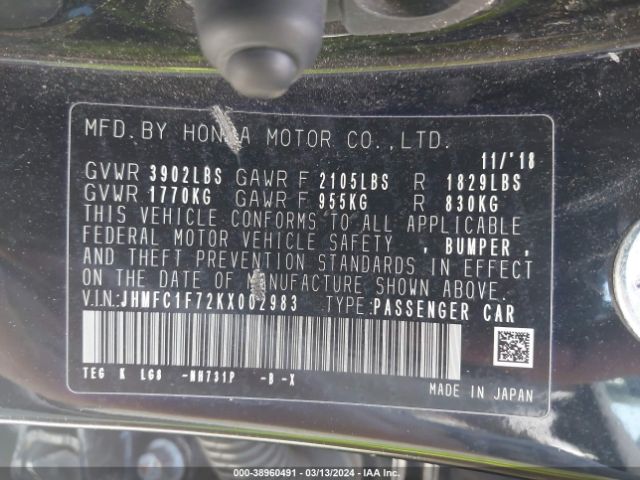 MFD.BY HONDA MOTOR CO.,LTD.
11/'18
GVWR 3902LBS GAWR F 2105LBS R 1829LBS
GVWR 1770KG GAWR F 955KG R 830KG
THIS VEHICLE CONFORMS TO ALL APPLICABLE
FEDERAL MOTOR VEHICLE SAFETY , BUMPER ,
AND THEFT PREVENTION STANDARDS IN EFFECT
ON THE DATE OF MANUFACTURE SHOWN ABOVE.
V.IN:JHMFC1F72KX002983 TYPE:PASSENGER CAR
TEG K LG8 -NH731P -B -X
MADE IN JAPAN
000-38960491 - 03/13/2024 - IAA Inc.